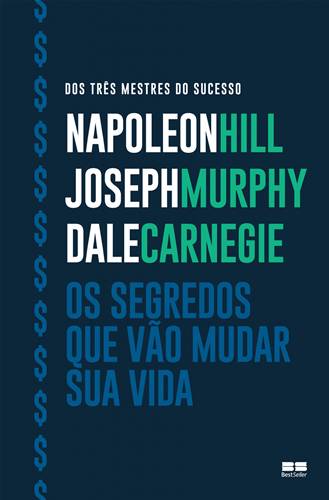 DOS TRÊS MESTRES DO SUCESSO
NAPOLEONHILL
JOSEPHMURPHY
DALECARNEGIE
OS SEGREDOS
QUE VÃO MUDAR
SUA VIDA
$
$
$
$
$
$
$
$
$
$
$
$
BestSeller